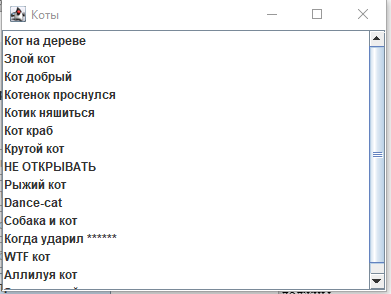 Коты
Кот на дереве
Злой кот
Кот добрый
Котенок проснулся
Котик няшиться
Кот краб
Крутой кот
НЕ ОТКРЫВАТЬ
Рыжий кот
Dance-cat
Собака и кот
Когда ударил ******
WTF кот
Аллилуя кот